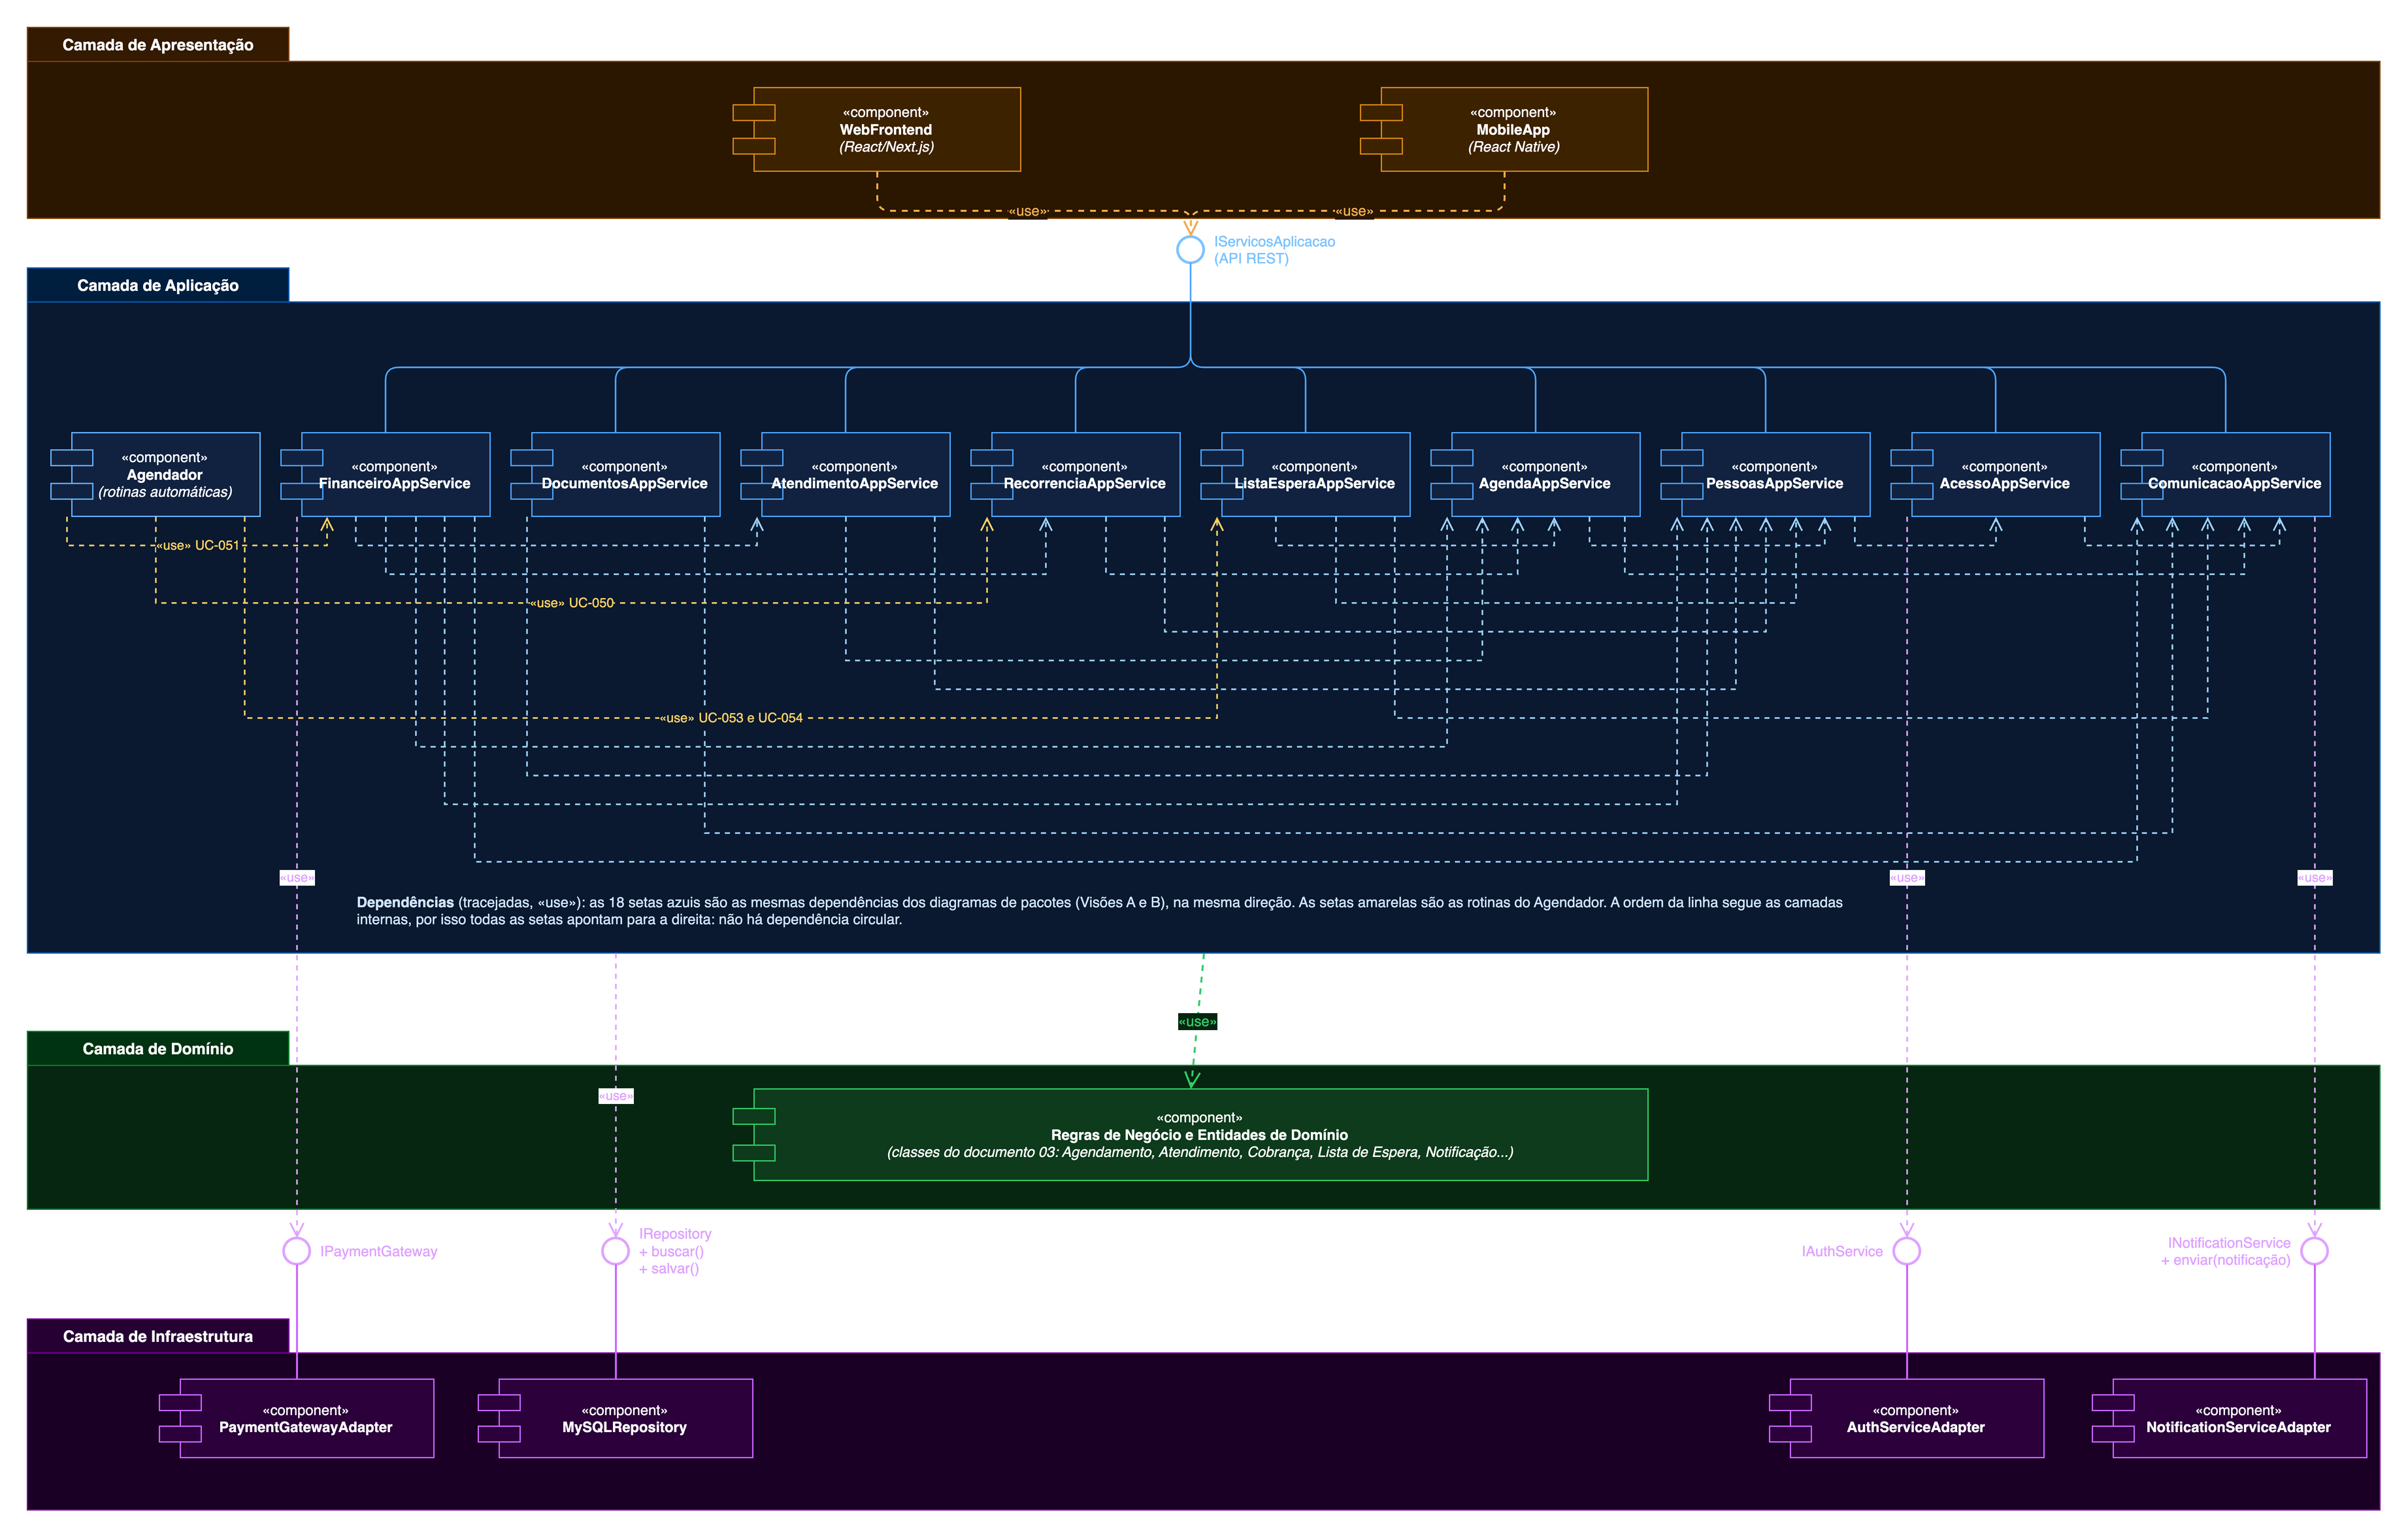 Camada de Apresentação
«component»
WebFrontend
(React/Next.js)
«component»
MobileApp
(React Native)
«use»
«use»
IServicosAplicacao
(API REST)
Camada de Aplicação
«component»
Agendador
(rotinas automáticas)
«component»
FinanceiroAppService
«component»
DocumentosAppService
«component»
AtendimentoAppService
«component»
RecorrenciaAppService
«component»
ListaEsperaAppService
«component»
AgendaAppService
«component»
PessoasAppService
«component»
AcessoAppService
«component»
ComunicacaoAppService
«use» UC-051
«use» UC-050
«use» UC-053 e UC-054
«use»
«use»
«use»
Dependências (tracejadas, «use»): as 18 setas azuis são as mesmas dependências dos diagramas de pacotes (Visões A e B), na mesma direção. As setas amarelas são as rotinas do Agendador. A ordem da linha segue as camadas
internas, por isso todas as setas apontam para a direita: não há dependência circular.
«use»
Camada de Domínio
«use»
«component»
Regras de Negócio e Entidades de Domínio
(classes do documento 03: Agendamento, Atendimento, Cobrança, Lista de Espera, Notificação...)
IPaymentGateway
IRepository
+ buscar()
+ salvar()
IAuthService
INotificationService
+ enviar(notificação)
Camada de Infraestrutura
«component»
PaymentGatewayAdapter
«component»
MySQLRepository
«component»
AuthServiceAdapter
«component»
NotificationServiceAdapter